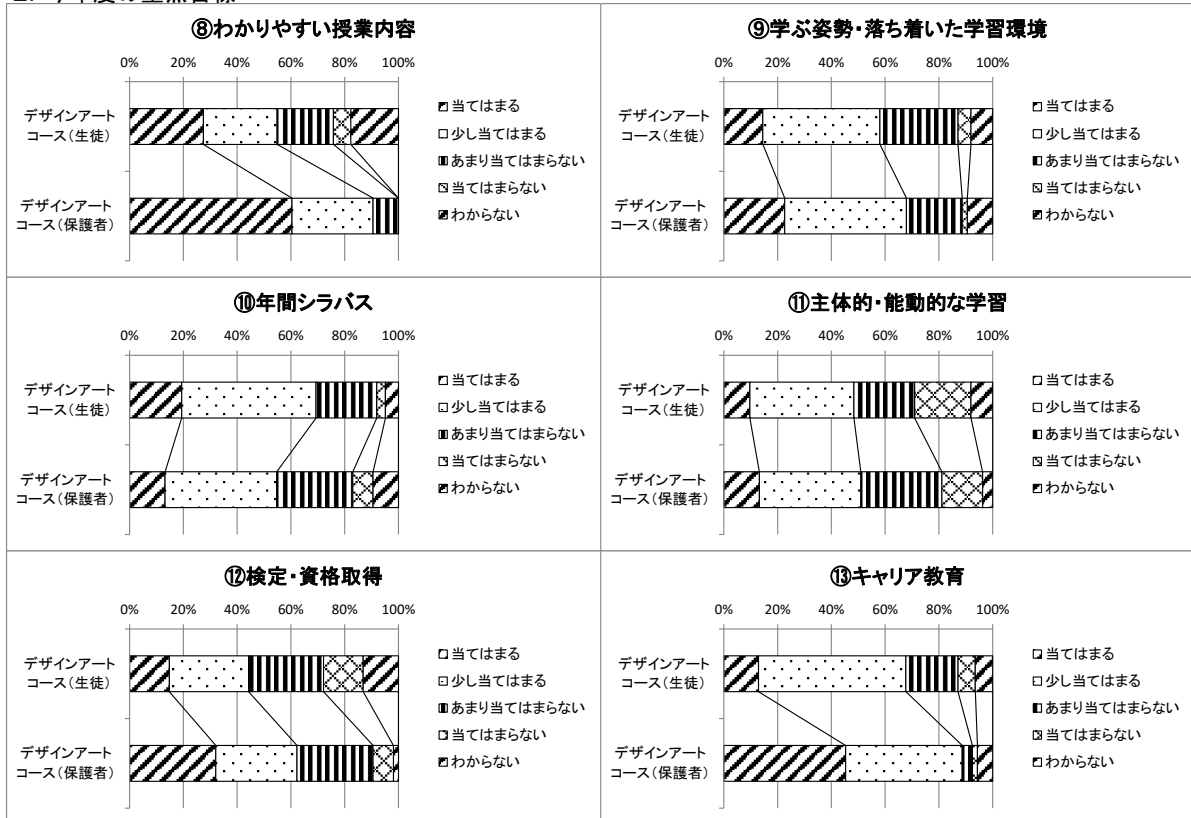 ⑧わかりやすい授業内容
0% 20% 40% 60% 80% 100%
デザインアート
コース(生徒)
デザインアート
コース(保護者)
当てはまる
少し当てはまる
あまり当てはまらない
当てはまらない
わからない
⑨学ぶ姿勢・落ち着いた学習環境
0% 20% 40% 60% 80% 100%
デザインアート
コース(生徒)
デザインアート
コース(保護者)
当てはまる
少し当てはまる
あまり当てはまらない
当てはまらない
わからない
⑩年間シラバス
0% 20% 40% 60% 80% 100%
デザインアート
コース(生徒)
デザインアート
コース(保護者)
当てはまる
少し当てはまる
あまり当てはまらない
当てはまらない
わからない
⑪主体的・能動的な学習
0% 20% 40% 60% 80% 100%
デザインアート
コース(生徒)
デザインアート
コース(保護者)
当てはまる
少し当てはまる
あまり当てはまらない
当てはまらない
わからない
⑫検定・資格取得
0% 20% 40% 60% 80% 100%
デザインアート
コース(生徒)
デザインアート
コース(保護者)
当てはまる
少し当てはまる
あまり当てはまらない
当てはまらない
わからない
⑬キャリア教育
0% 20% 40% 60% 80% 100%
デザインアート
コース(生徒)
デザインアート
コース(保護者)
当てはまる
少し当てはまる
あまり当てはまらない
当てはまらない
わからない